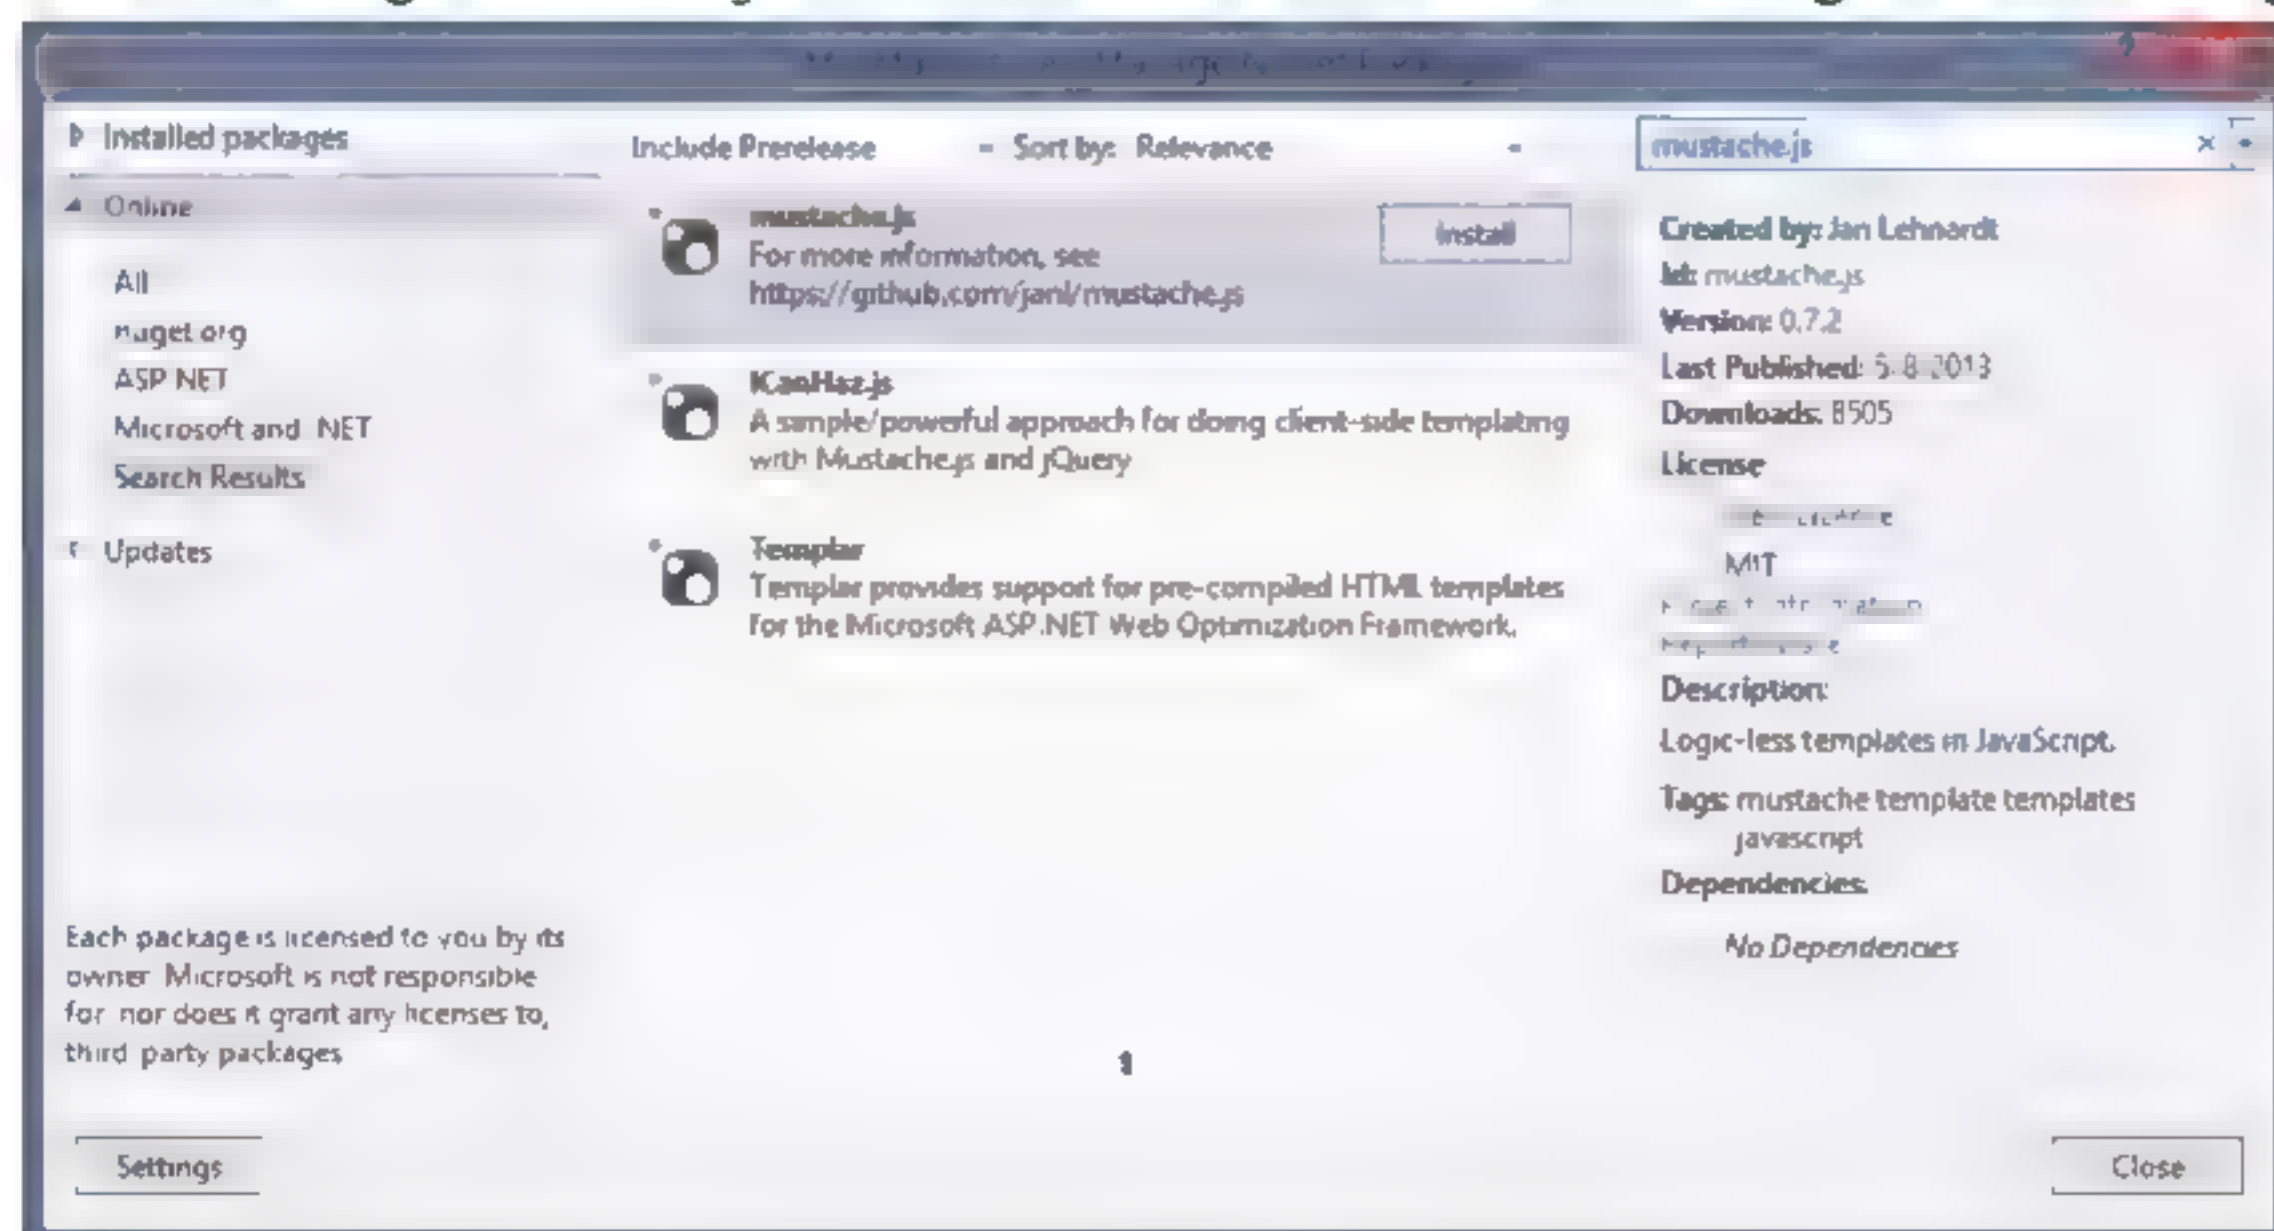 Installed packages
Online
All
nuget.org
ASP.NET
Microsoft and .NET
Search Results
Updates
Each package is licensed to you by its
owner. Microsoft is not responsible
for, nor does it grant any licenses to,
third-party packages.
Settings
Include Prerelease
Sort by: Relevance
mustache.js
Install
For more information, see
https://github.com/janl/mustache.js
ICanHaz.js
A simple/powerful approach for doing client-side templating
with Mustache.js and jQuery
Templar
Templar provides support for pre-compiled HTML templates
for the Microsoft ASP.NET Web Optimization Framework.
1
mustache.js
Created by: Jan Lehnardt
Id: mustache.js
Version: 0.7.2
Last Published: 5-8-2013
Downloads: 8505
License
MIT
Description:
Logic-less templates in JavaScript.
Tags: mustache template templates
javascript
Dependencies:
No Dependencies
Close